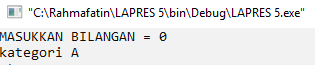 "C:\Rahmafatin\LAPRES 5\bin\Debug\LAPRES 5.exe"
MASUKKAN BILANGAN = 0
kategori A